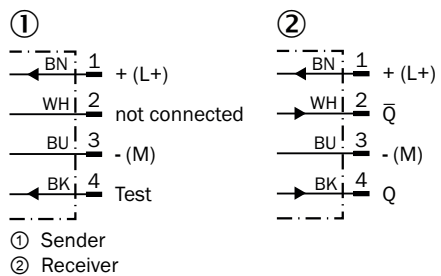 ① ②
BN 1 + (L+) BN 1 + (L+)
WH 2 not connected WH 2 Q̅
BU 3 - (M) BU 3 - (M)
BK 4 Test BK 4 Q
① Sender
② Receiver